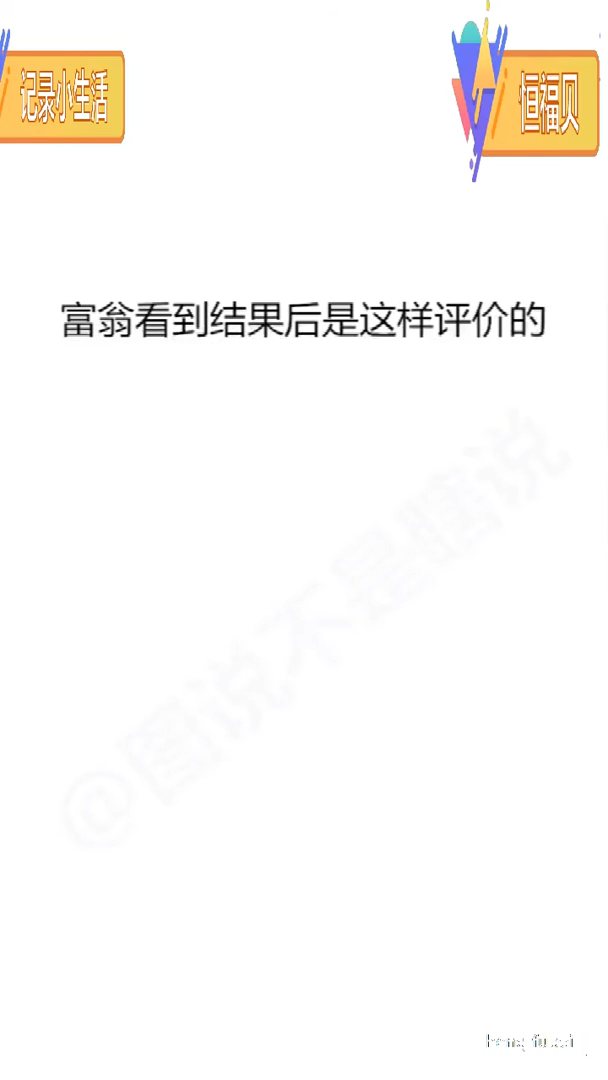 记录小生活
恒福贝
富翁看到结果后是这样评价的
@图说不是瞎说